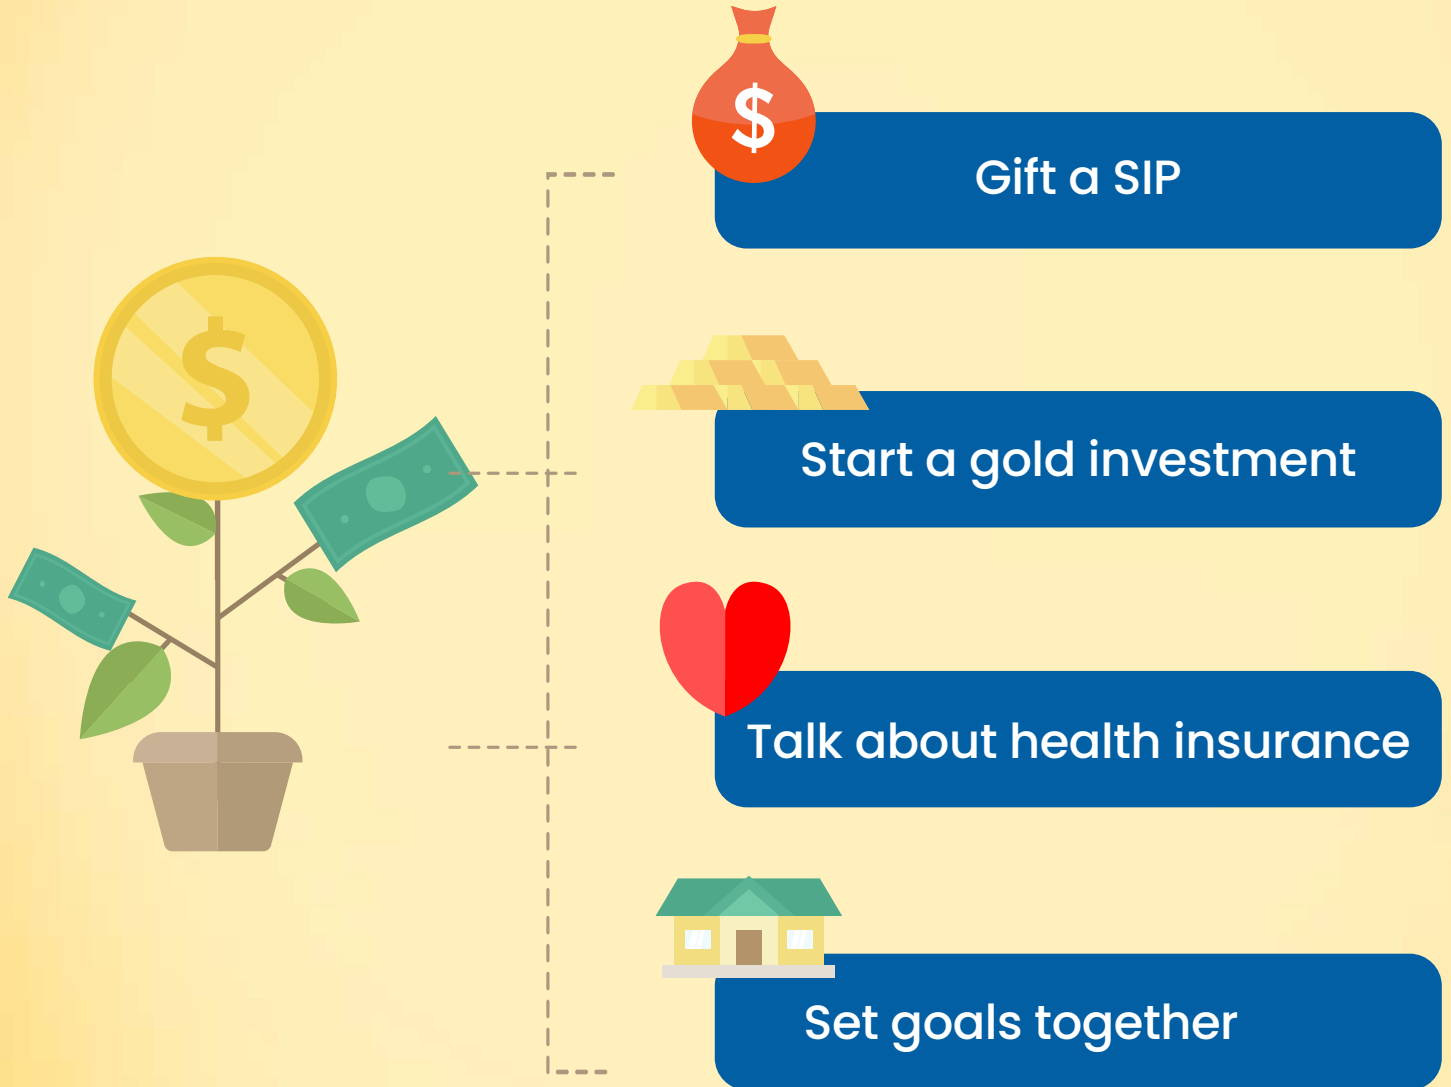 $
Gift a SIP
$
Start a gold investment
Talk about health insurance
Set goals together